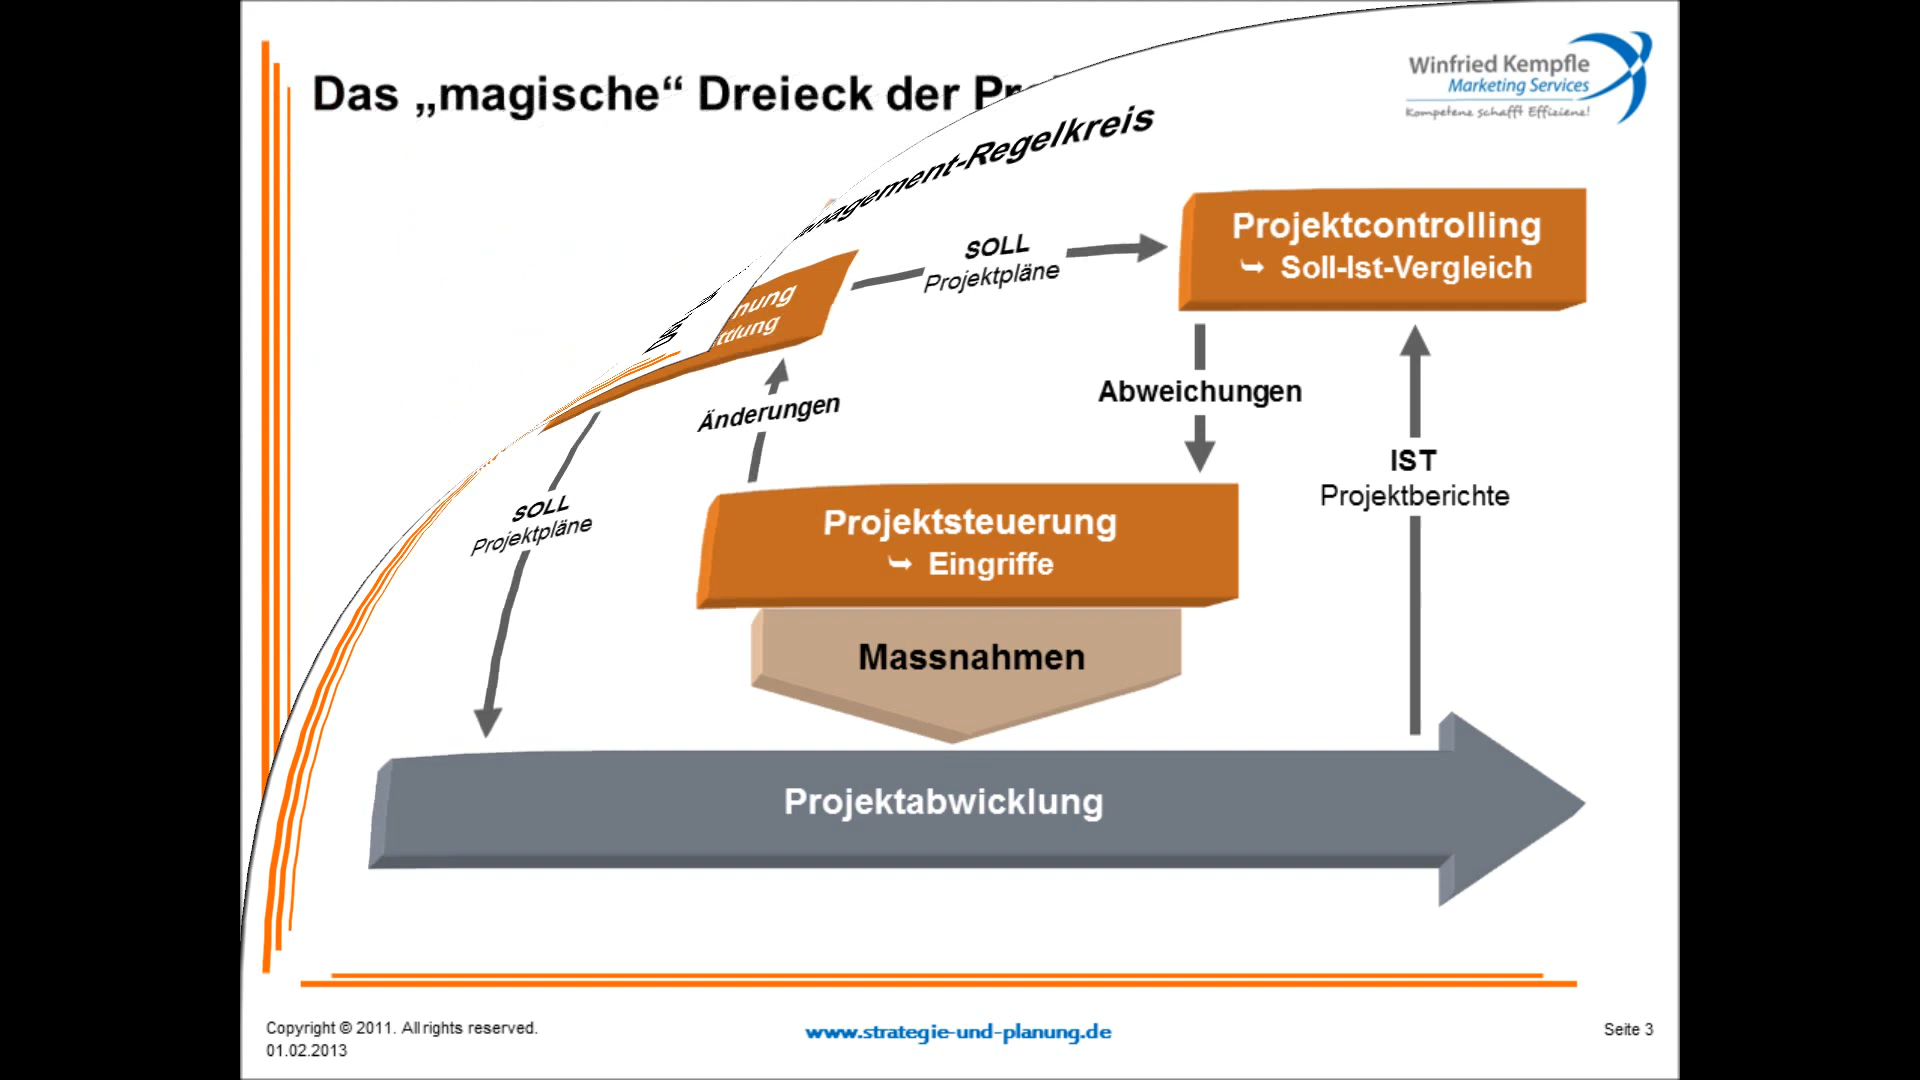 Das „magische“ Dreieck der
Winfried Kempfle
Marketing Services
Kompetenz schafft Effizienz!
-Regelkreis
SOLL
Projektpläne
Projektcontrolling
➥ Soll-Ist-Vergleich
Änderungen
Abweichungen
IST
Projektberichte
SOLL
Projektpläne
Projektsteuerung
➥ Eingriffe
Massnahmen
Projektabwicklung
Copyright © 2011. All rights reserved.
01.02.2013
www.strategie-und-planung.de
Seite 3